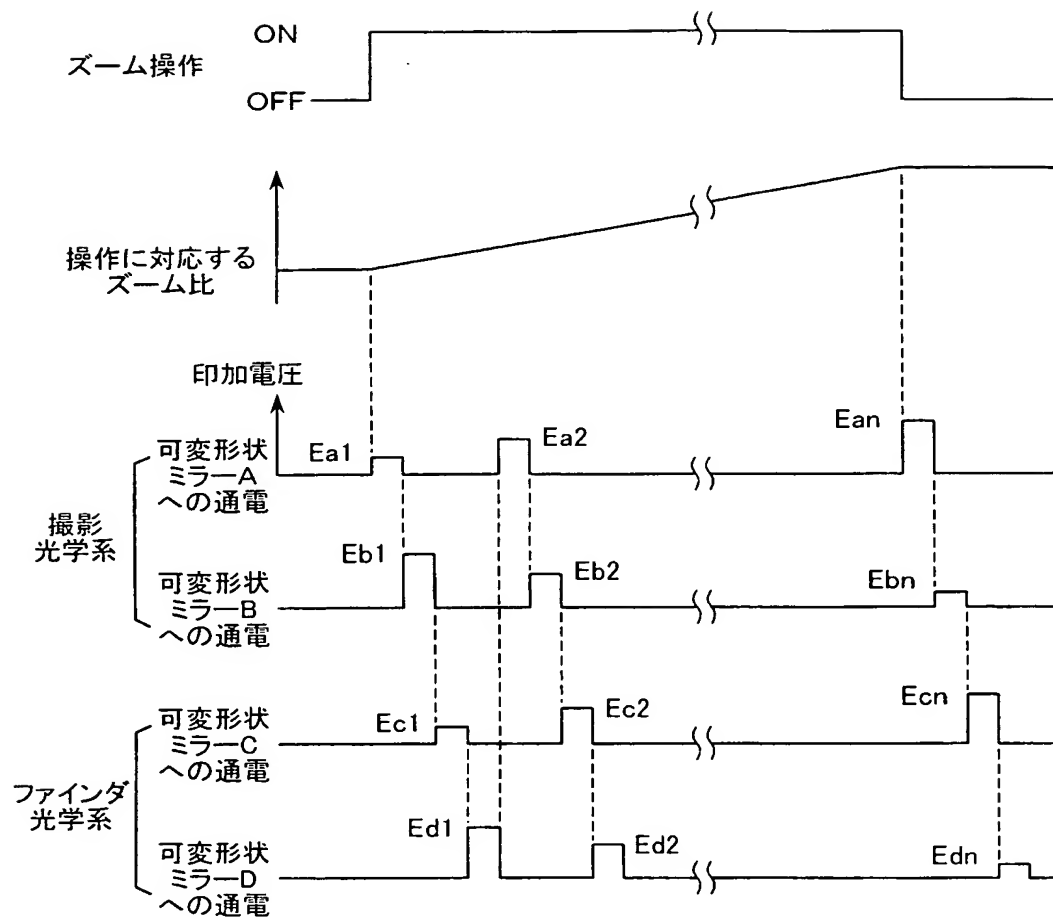 ON
ズーム操作
OFF
操作に対応する
ズーム比
印加電圧
可変形状
ミラーA
への通電
Ea1
Ea2
Ean
撮影
光学系
可変形状
ミラーB
への通電
Eb1
Eb2
Ebn
可変形状
ミラーC
への通電
Ec1
Ec2
Ecn
ファインダ
光学系
可変形状
ミラーD
への通電
Ed1
Ed2
Edn